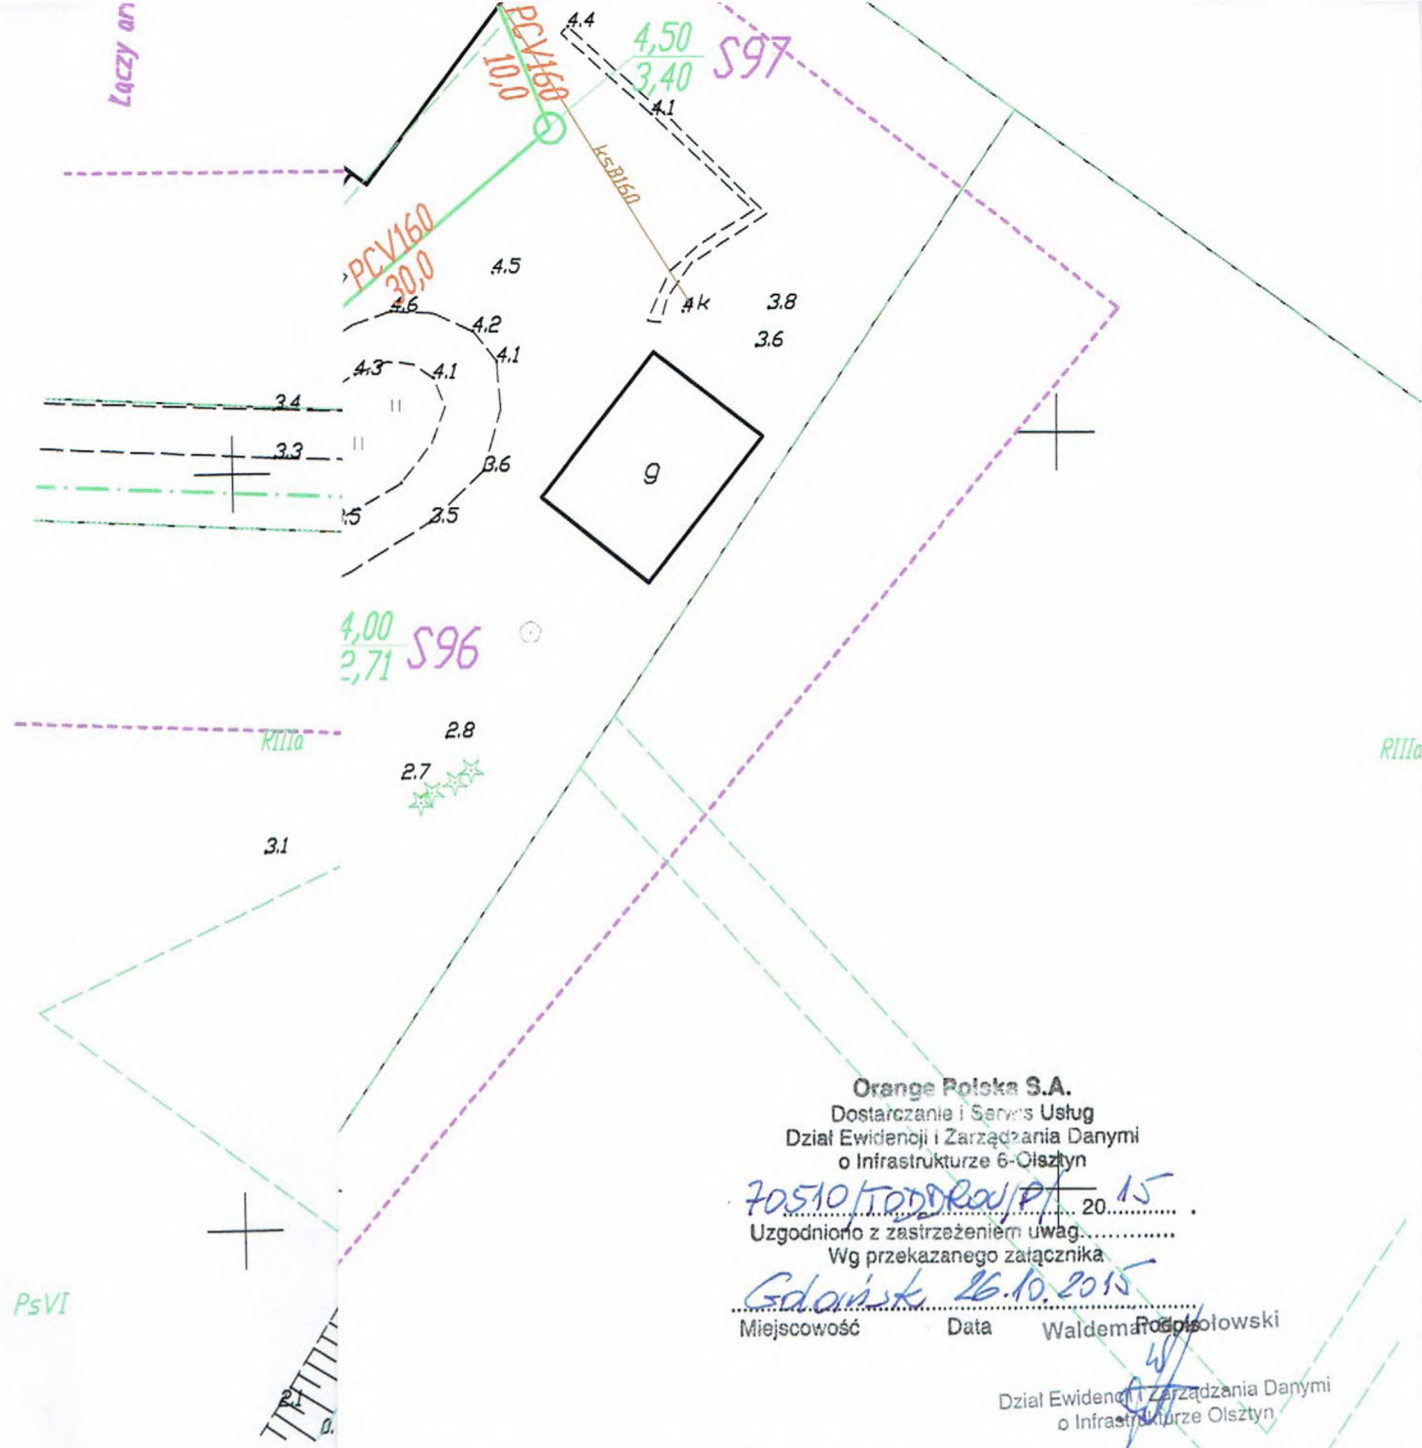 Łączy
PCV160
10,0
4.4
4,50
3,40
S97
4.1
ksB160
PCV160
30,0
4.5
4.6
4.2
4.1
4.3
4.1
k
3.8
3.6
3.4
3.3
3.6
3.5
g
4,00
2,71
S96
RIIIa
2.8
2.7
RIIIa
3.1
PsVI
Orange Polska S.A.
Dostarczanie i Serwis Usług
Dział Ewidencji i Zarządzania Danymi
o Infrastrukturze 6-Olsztyn
70510/TODDROU/P/ 20 15
Uzgodniono z zastrzeżeniem uwag
Wg przekazanego załącznika
Gdańsk 26.10.2015
Miejscowość Data Podpis
Waldemar
Dział Ewidencji i Zarządzania Danymi
o Infrastrukturze Olsztyn